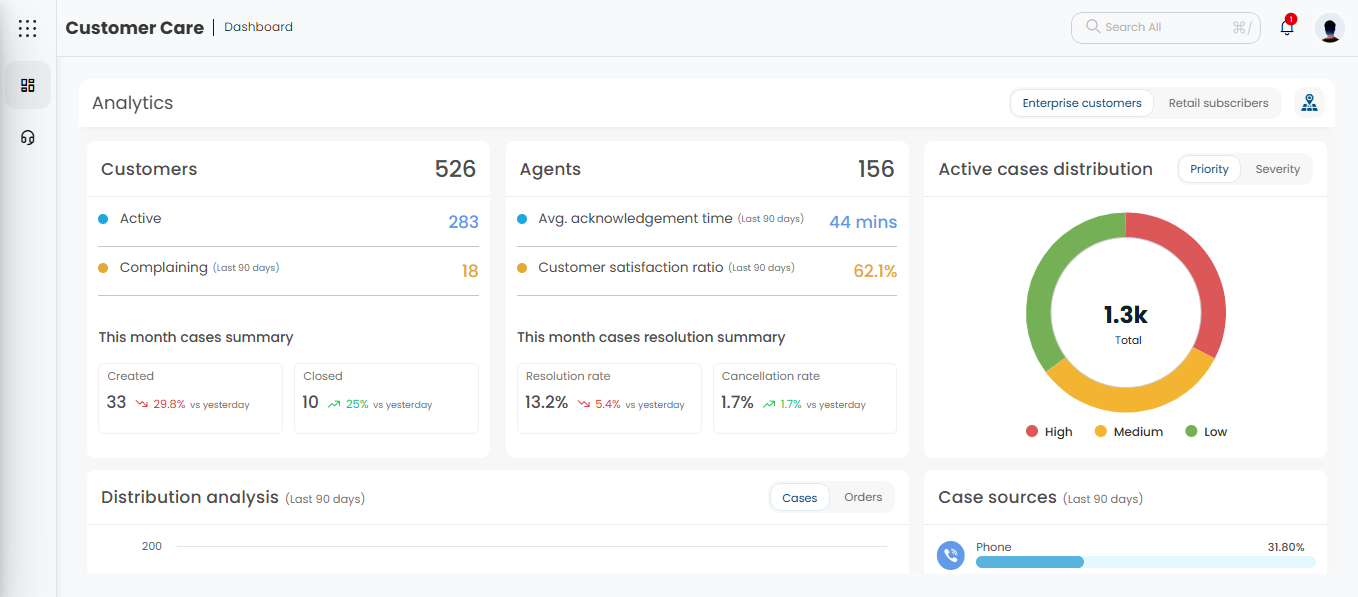 Customer Care | Dashboard
Search All ⌘/
1
Analytics
Enterprise customers Retail subscribers
Customers 526
Active 283
Complaining (Last 90 days) 18
This month cases summary
Created
33 29.8% vs yesterday
Closed
10 25% vs yesterday
Agents 156
Avg. acknowledgement time (Last 90 days) 44 mins
Customer satisfaction ratio (Last 90 days) 62.1%
This month cases resolution summary
Resolution rate
13.2% 5.4% vs yesterday
Cancellation rate
1.7% 1.7% vs yesterday
Active cases distribution Priority Severity
1.3k
Total
High Medium Low
Distribution analysis (Last 90 days) Cases Orders
200
Case sources (Last 90 days)
Phone 31.80%